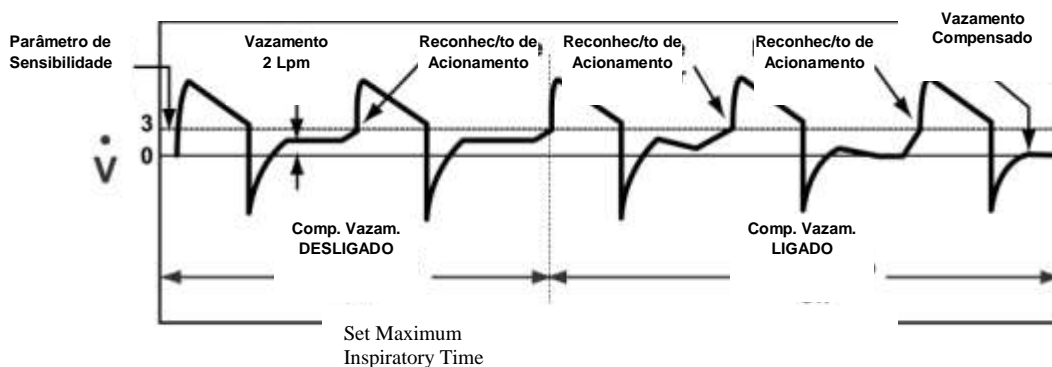 Parâmetro de
Sensibilidade
Vazamento
2 Lpm
Reconhec/to de
Acionamento
Reconhec/to de
Acionamento
Reconhec/to de
Acionamento
Vazamento
Compensado
3
0
V̇
Comp. Vazam.
DESLIGADO
Comp. Vazam.
LIGADO
Set Maximum
Inspiratory Time